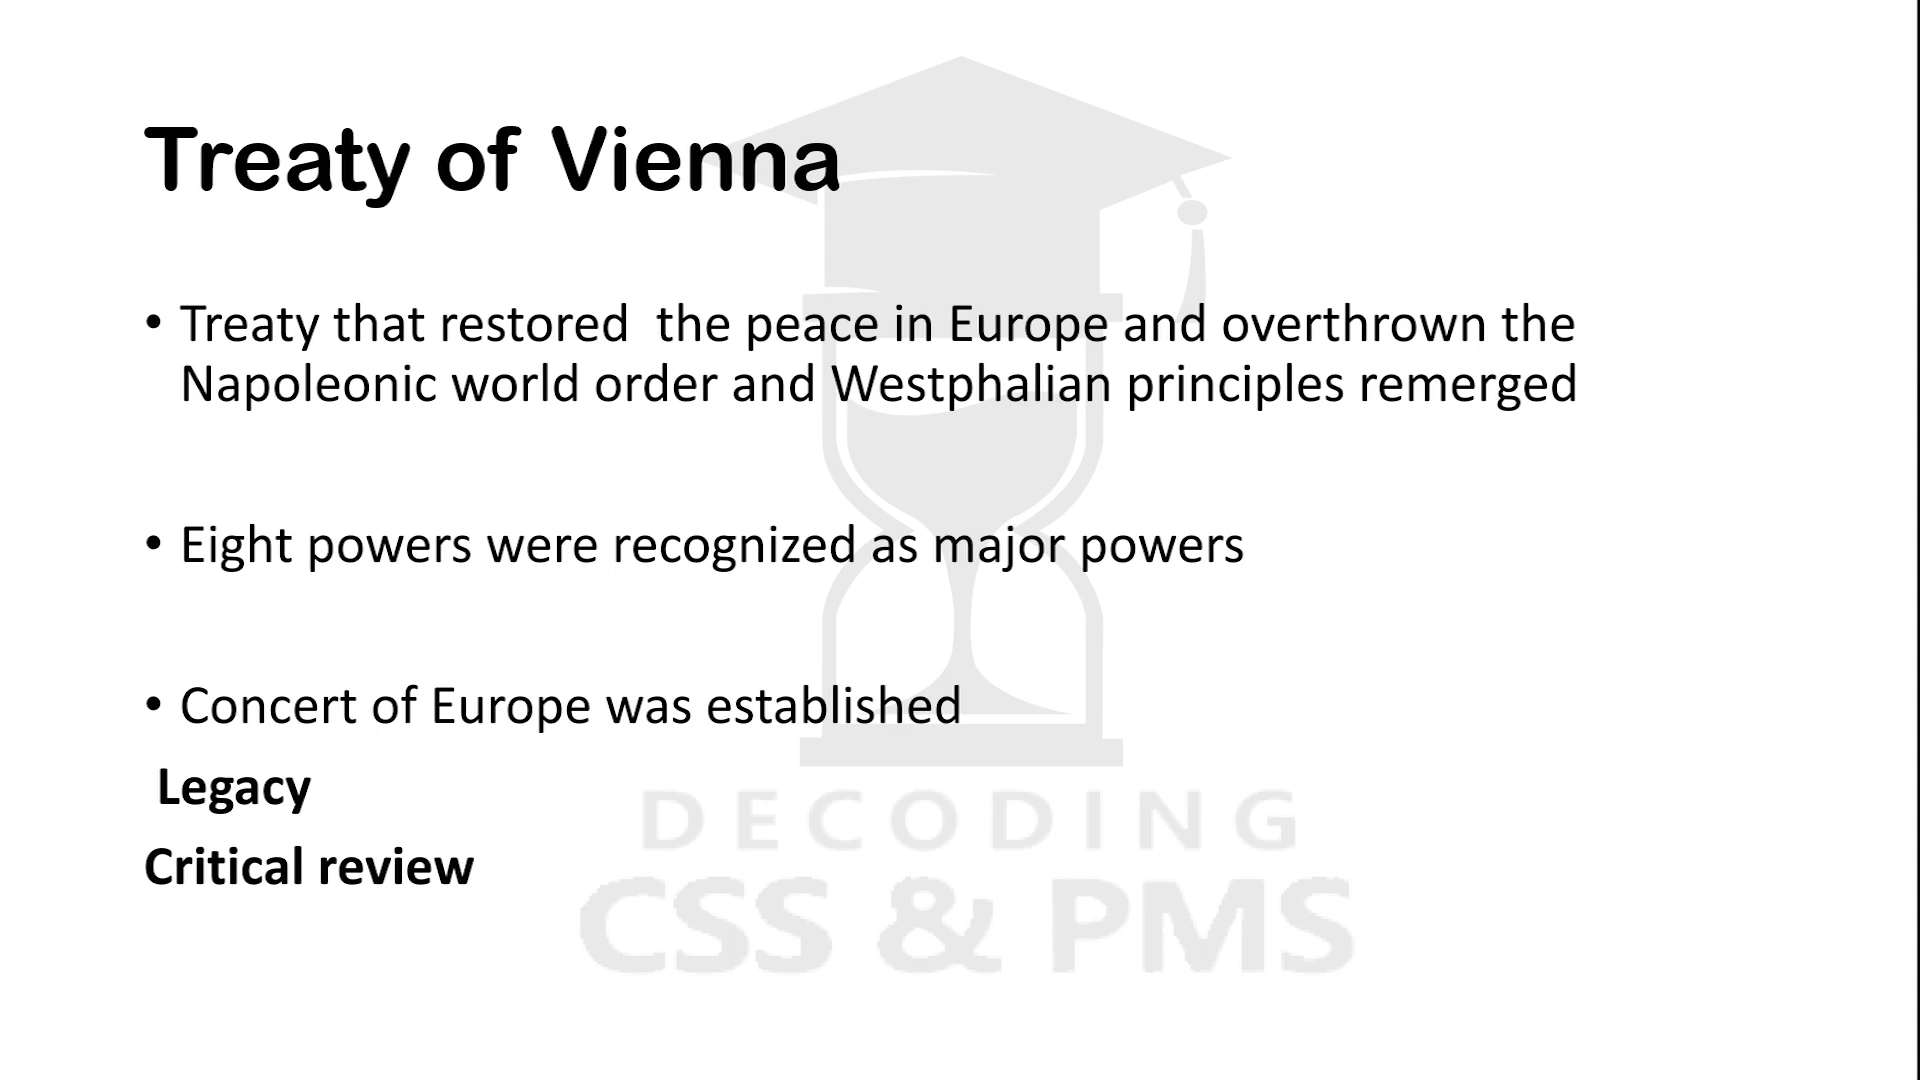 Treaty of Vienna
• Treaty that restored  the peace in Europe and overthrown the
Napoleonic world order and Westphalian principles remerged
• Eight powers were recognized as major powers
• Concert of Europe was established
Legacy
Critical review
DECODING
CSS & PMS